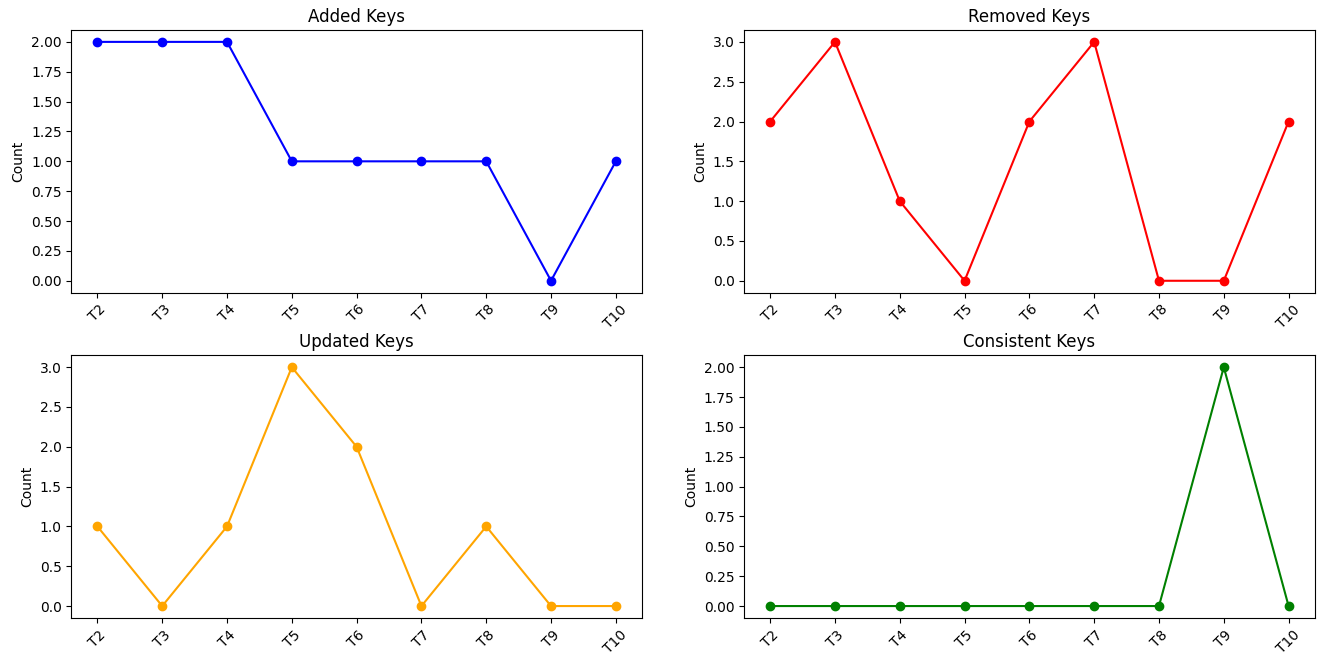 Added Keys
Count
2.00
1.75
1.50
1.25
1.00
0.75
0.50
0.25
0.00
T2 T3 T4 T5 T6 T7 T8 T9 T10
Removed Keys
Count
3.0
2.5
2.0
1.5
1.0
0.5
0.0
T2 T3 T4 T5 T6 T7 T8 T9 T10
Updated Keys
Count
3.0
2.5
2.0
1.5
1.0
0.5
0.0
T2 T3 T4 T5 T6 T7 T8 T9 T10
Consistent Keys
Count
2.00
1.75
1.50
1.25
1.00
0.75
0.50
0.25
0.00
T2 T3 T4 T5 T6 T7 T8 T9 T10